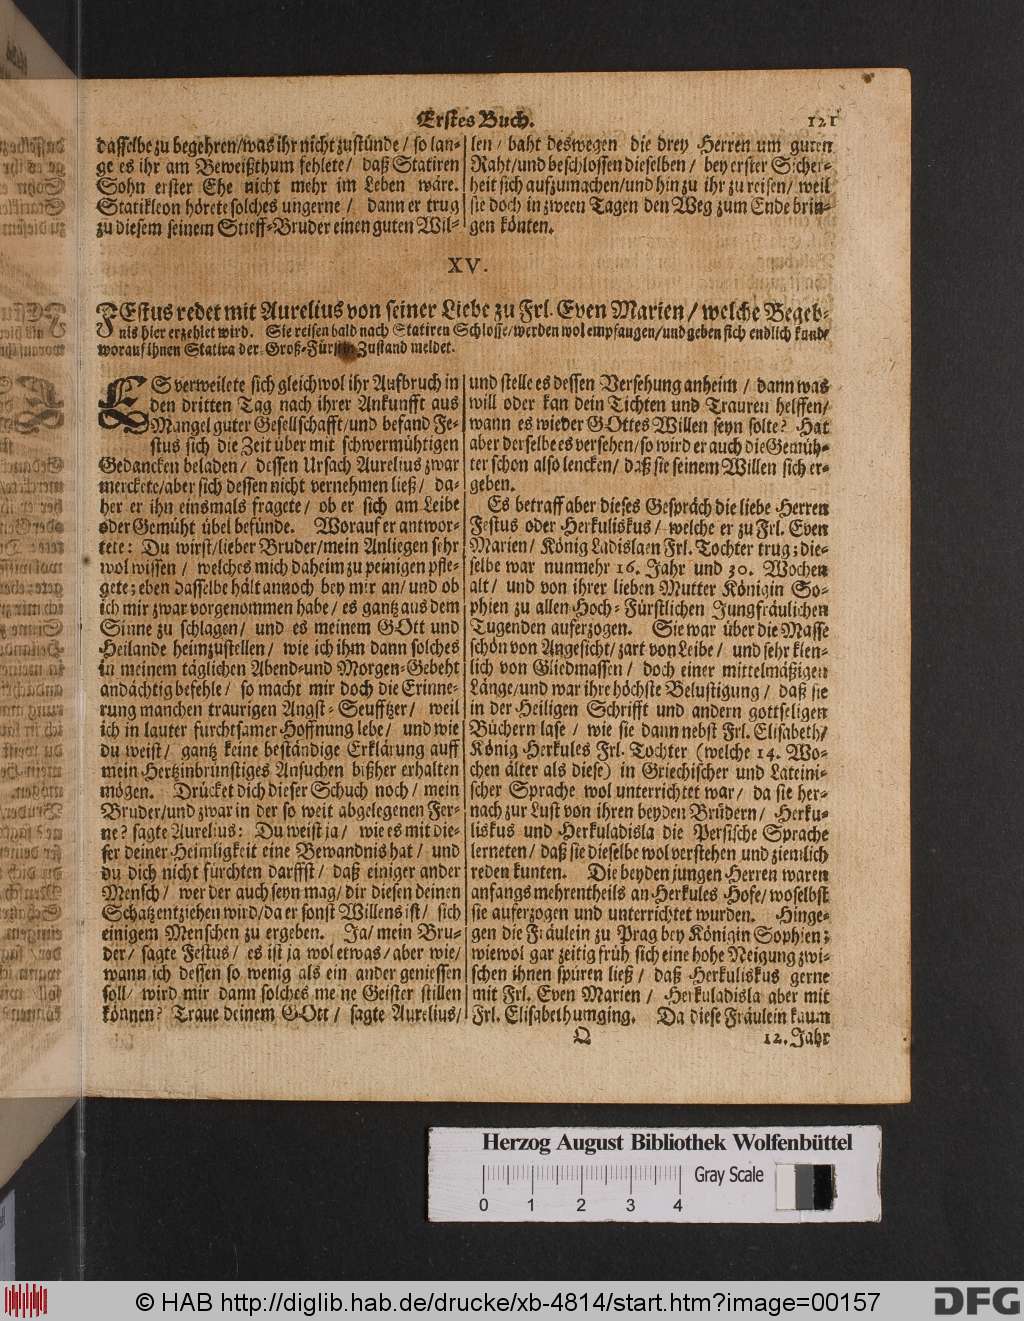 Erstes Buch. 121
dasselbe zu begehren/was ihr nicht zustünde/ so lan-
ge es ihr am Beweißthum fehlete/ daß Statiren
Sohn erster Ehe nicht mehr im Leben wäre.
Statikleon hörete solches ungerne / dann er trug
zu diesem seinem Stieff-Bruder einen guten Wil-
len / baht deswegen die drey Herren um guten
Raht/und beschlossen dieselben / bey erster Sicher-
heit sich aufzumachen/und hin zu ihr zu reisen/ weil
sie doch in zween Tagen den Weg zum Ende brin-
gen könten.
XV.
FEstus redet mit Aurelius von seiner Liebe zu Frl. Even Marien / welche Begeb-
nis hier erzehlet wird. Sie reisen bald nach Statiren Schlosse/werden wol empfangen/und geben sich endlich kund/
worauf ihnen Statira der Groß-Fürstin Zustand meldet.
ES verweilete sich gleichwol ihr Aufbruch in
den dritten Tag nach ihrer Ankunfft aus
Mangel guter Gesellschafft/und befand Fe-
stus sich die Zeit über mit schwermühtigen
Gedancken beladen/ dessen Ursach Aurelius zwar
merckete/aber sich dessen nicht vernehmen ließ/ da-
her er ihn einsmals fragete/ ob er sich am Leibe
oder Gemüht übel befünde. Worauf er antwor-
tete: Du wirst/lieber Bruder/mein Anliegen sehr
wol wissen / welches mich daheim zu peinigen pfle-
gete; eben dasselbe hält annoch bey mir an/ und ob
ich mir zwar vorgenommen habe/ es gantz aus dem
Sinne zu schlagen/ und es meinem GOtt und
Heilande heimzustellen/ wie ich ihm dann solches
in meinem täglichen Abend-und Morgen-Gebeht
andächtig befehle/ so macht mir doch die Erinne-
rung manchen traurigen Angst-Seufftzer/ weil
ich in lauter furchtsamer Hoffnung lebe/ und wie
du weist/ gantz keine beständige Erklärung auff
mein Hertzinbrünstiges Ansuchen bißher erhalten
mögen. Drücket dich dieser Schuch noch/ mein
Bruder/und zwar in der so weit abgelegenen Fer-
ne? sagte Aurelius: Du weist ja/ wie es mit die-
ser deiner Heimligkeit eine Bewandnis hat/ und
du dich nicht fürchten darffst/ daß einiger ander
Mensch/ wer der auch seyn mag/ dir diesen deinen
Schatz entziehen wird/da er sonst Willens ist/ sich
einigem Menschen zu ergeben. Ja/ mein Bru-
der/ sagte Festus/ es ist ja wol etwas/ aber wie/
wann ich dessen so wenig als ein ander geniessen
soll/ wird mir dann solches meine Geister stillen
können? Traue deinem GOtt/ sagte Aurelius/
und stelle es dessen Versehung anheim / dann was
will oder kan dein Tichten und Trauren helffen/
wann es wieder GOttes Willen seyn solte? Hat
aber derselbe es versehen/so wird er auch die Gemüh-
ter schon also lencken/ daß sie seinem Willen sich er-
geben.
Es betraff aber dieses Gespräch die liebe Herren
Festus oder Herkuliskus/ welche er zu Frl. Even
Marien/ König Ladislaen Frl. Tochter trug; die-
selbe war nunmehr 16. Jahr und 30. Wochen
alt/ und von ihrer lieben Mutter Königin So-
phien zu allen Hoch-Fürstlichen Jungfräulichen
Tugenden auferzogen. Sie war über die Masse
schön von Angesicht/ zart von Leibe/ und sehr klen-
lich von Gliedmassen/ doch einer mittelmäßigen
Länge/und war ihre höchste Belustigung / daß sie
in der Heiligen Schrifft und andern gottseligen
Büchern lase / wie sie dann nebst Frl. Elisabeth/
König Herkules Frl. Tochter (welche 14. Wo-
chen älter als diese) in Griechischer und Lateini-
scher Sprache wol unterrichtet war/ da sie her-
nach zur Lust von ihren beyden Brüdern/ Herku-
liskus und Herkuladisla die Persische Sprache
lerneten/ daß sie dieselbe wol verstehen und ziemlich
reden kunten. Die beyden jungen Herren waren
anfangs mehrentheils an Herkules Hofe/woselbst
sie auferzogen und unterrichtet wurden. Hinge-
gen die Fräulein zu Prag bey Königin Sophien;
wiewol gar zeitig früh sich eine hohe Neigung zwi-
schen ihnen spüren ließ/ daß Herkuliskus gerne
mit Frl. Even Marien / Herkuladisla aber mit
Frl. Elisabeth umging. Da diese Fräulein kaum
Q 12. Jahr
Herzog August Bibliothek Wolfenbüttel
Gray Scale
0 1 2 3 4
© HAB http://diglib.hab.de/drucke/xb-4814/start.htm?image=00157
DFG